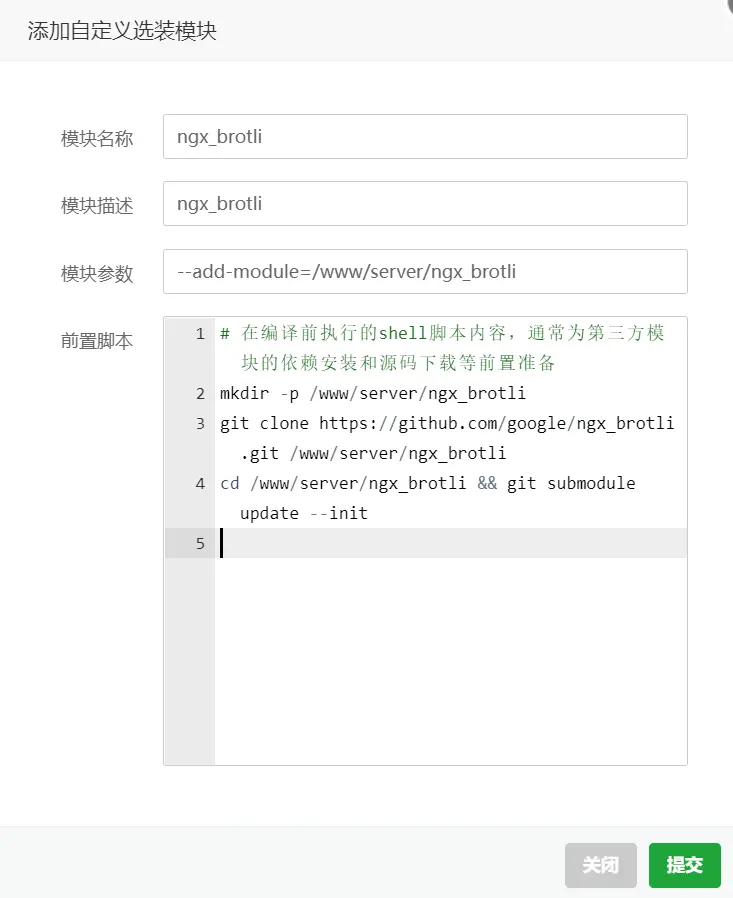 添加自定义选装模块
模块名称
ngx_brotli
模块描述
ngx_brotli
模块参数
--add-module=/www/server/ngx_brotli
前置脚本
1 # 在编译前执行的shell脚本内容，通常为第三方模
块的依赖安装和源码下载等前置准备
2 mkdir -p /www/server/ngx_brotli
3 git clone https://github.com/google/ngx_brotli
.git /www/server/ngx_brotli
4 cd /www/server/ngx_brotli && git submodule
update --init
5
关闭
提交